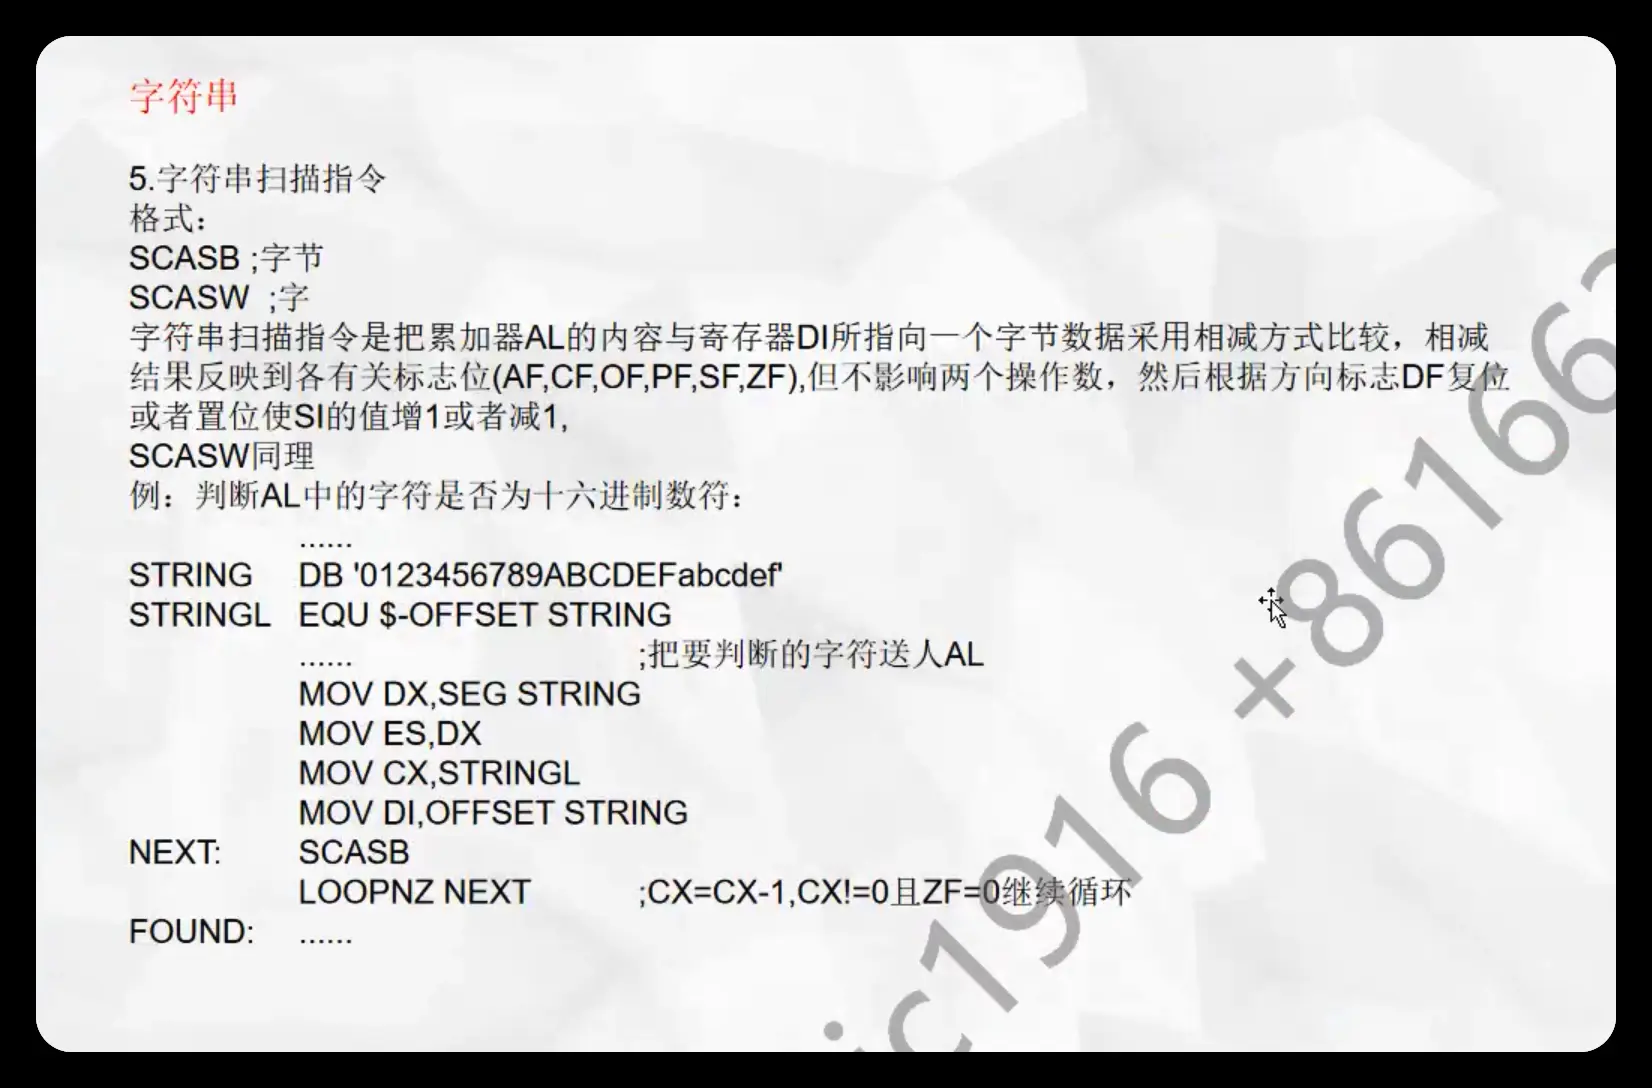 字符串
5.字符串扫描指令
格式：
SCASB ;字节
SCASW ;字
字符串扫描指令是把累加器AL的内容与寄存器DI所指向一个字节数据采用相减方式比较，相减
结果反映到各有关标志位(AF,CF,OF,PF,SF,ZF),但不影响两个操作数，然后根据方向标志DF复位
或者置位使SI的值增1或者减1,
SCASW同理
例：判断AL中的字符是否为十六进制数符：
......
STRING DB '0123456789ABCDEFabcdef'
STRINGL EQU $-OFFSET STRING
...... ;把要判断的字符送人AL
MOV DX,SEG STRING
MOV ES,DX
MOV CX,STRINGL
MOV DI,OFFSET STRING
NEXT: SCASB
LOOPNZ NEXT ;CX=CX-1,CX!=0且ZF=0继续循环
FOUND: ......
ic1916 +86166